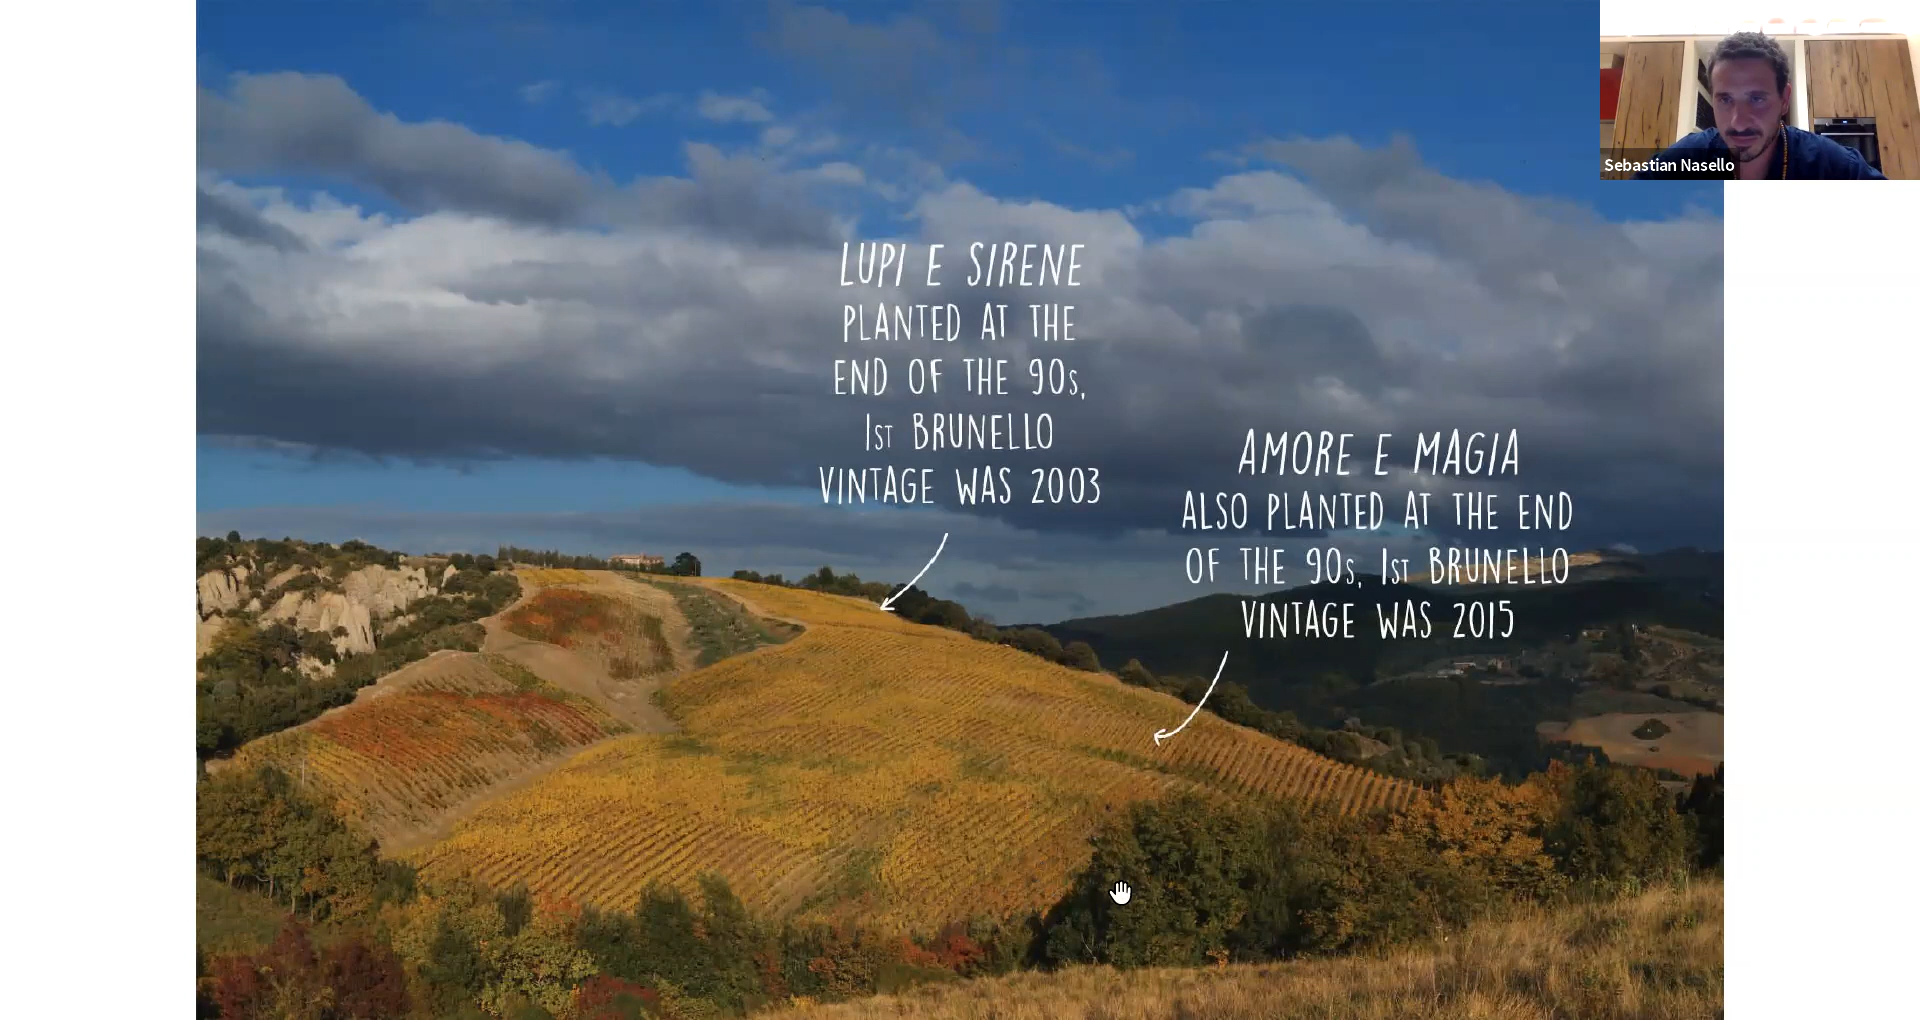 Sebastian Nasello
LUPI E SIRENE
PLANTED AT THE
END OF THE 90s,
1ST BRUNELLO
VINTAGE WAS 2003
AMORE E MAGIA
ALSO PLANTED AT THE END
OF THE 90s, 1ST BRUNELLO
VINTAGE WAS 2015